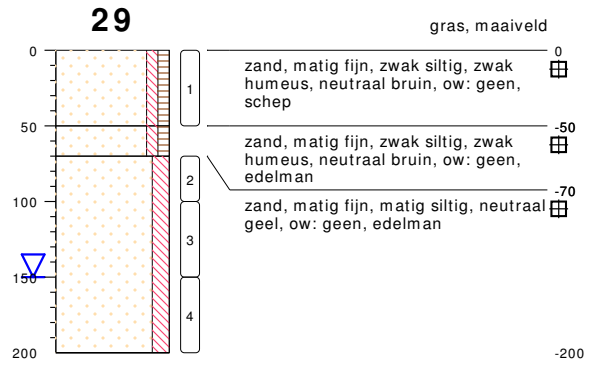 29
gras, maaiveld
0
0
zand, matig fijn, zwak siltig, zwak
humeus, neutraal bruin, ow: geen,
schep
1
50
-50
zand, matig fijn, zwak siltig, zwak
humeus, neutraal bruin, ow: geen,
edelman
2
-70
100
zand, matig fijn, matig siltig, neutraal
geel, ow: geen, edelman
3
150
4
200
-200